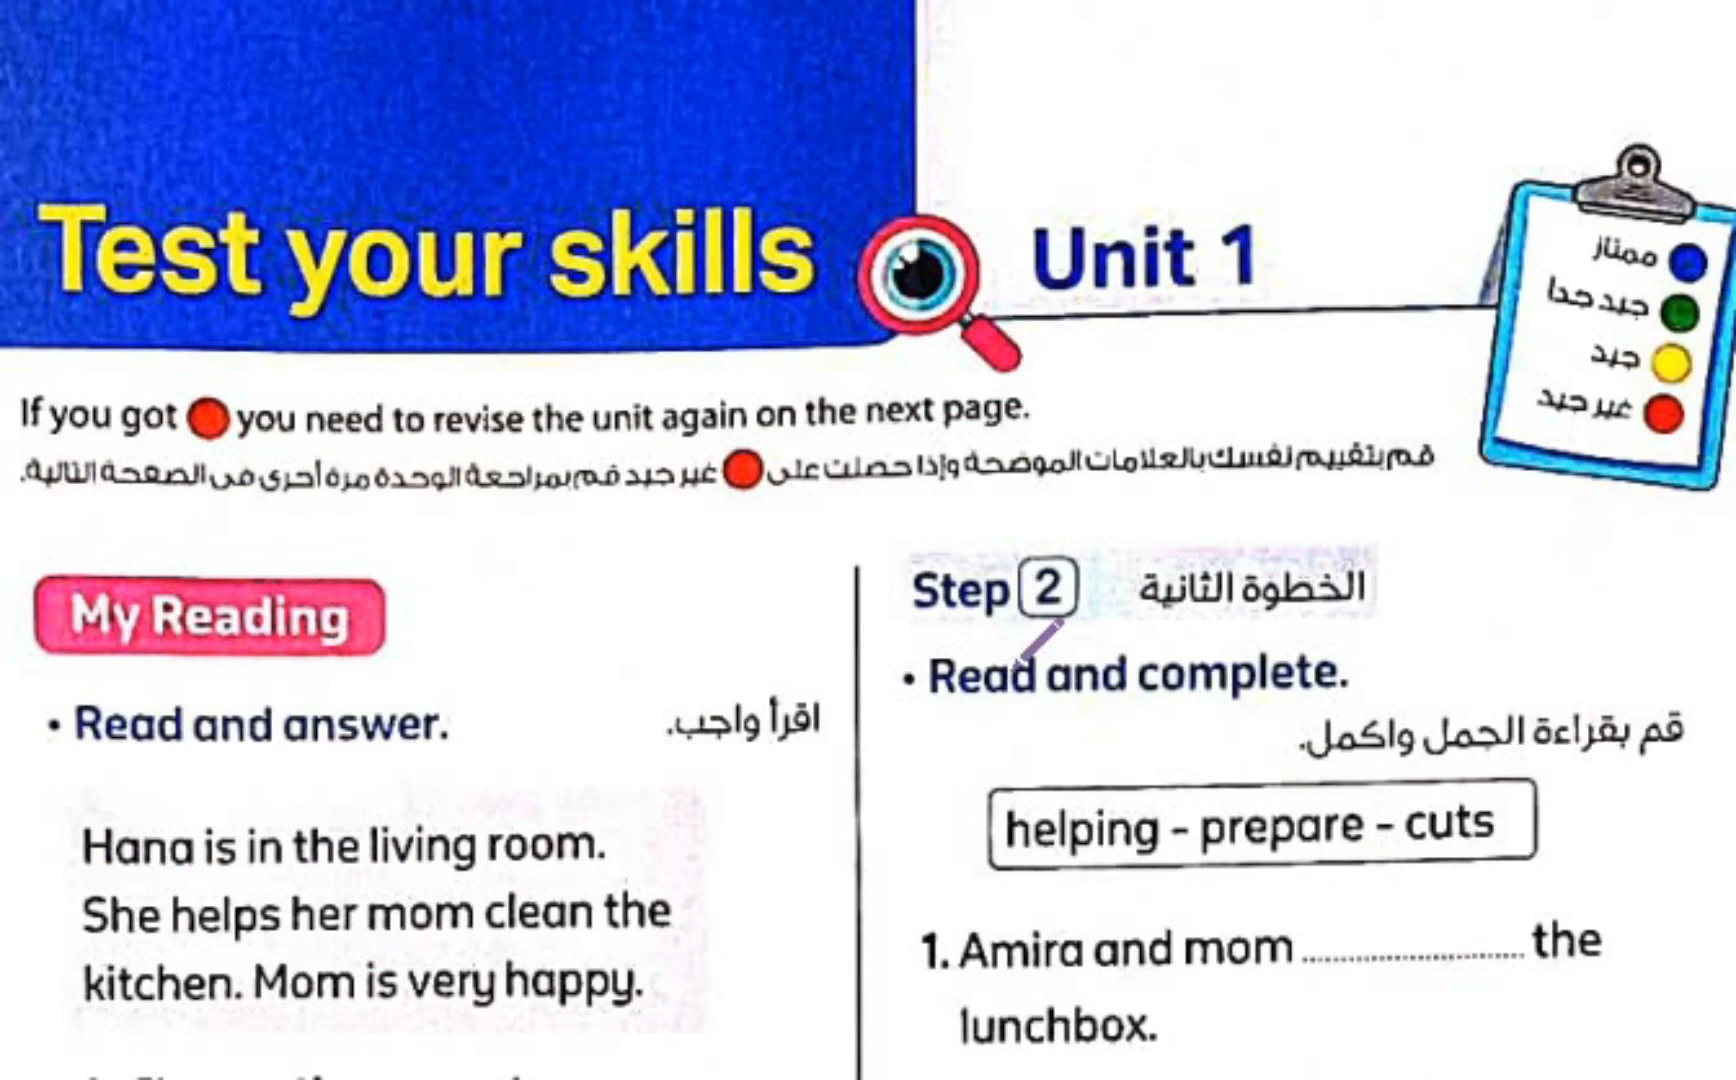 Test your skills
Unit 1
ممتاز
جيد جدا
جيد
غير جيد
If you got you need to revise the unit again on the next page.
قم بتقييم نفسك بالعلامات الموضحة وإذا حصلت على غير جيد قم بمراجعة الوحدة مرة أخرى فى الصفحة التالية.
My Reading
• Read and answer.
اقرأ واجب.
Hana is in the living room.
She helps her mom clean the
kitchen. Mom is very happy.
Step 2 الخطوة الثانية
• Read and complete.
قم بقراءة الجمل واكمل.
helping - prepare - cuts
1. Amira and mom ........................ the
lunchbox.